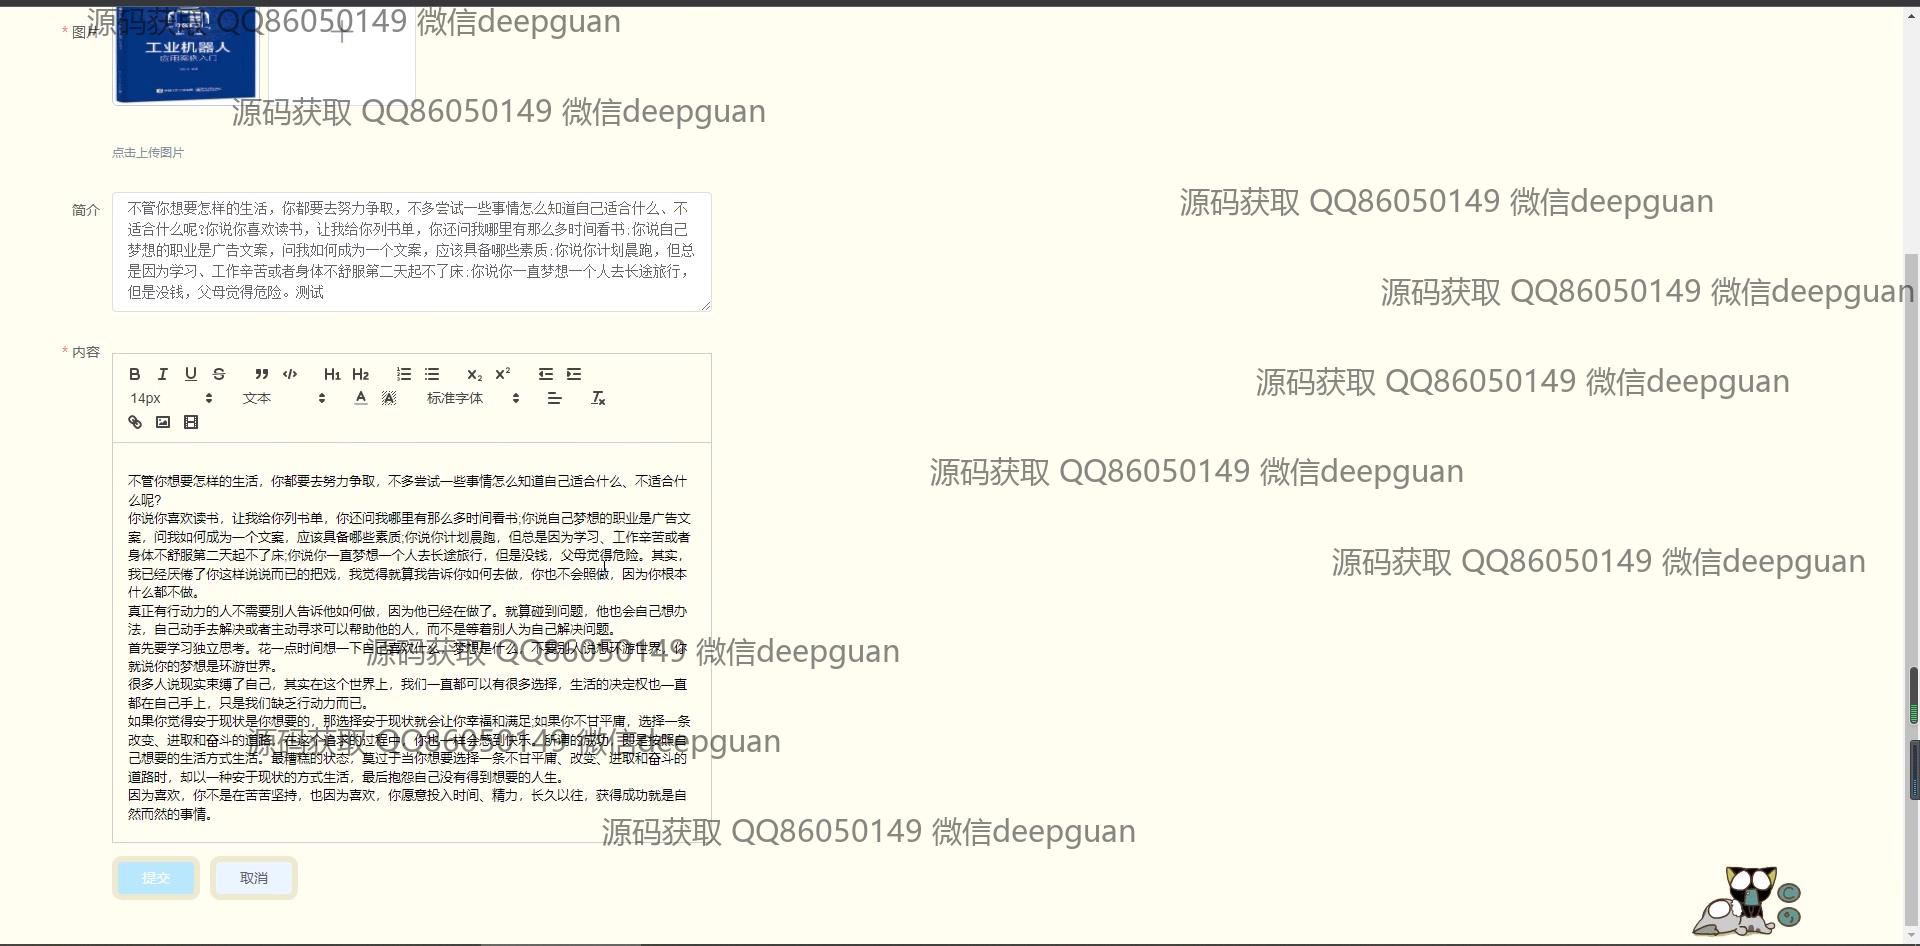 源码获取 QQ86050149 微信deepguan
* 图片
工业机器人
应用案例入门
源码获取 QQ86050149 微信deepguan
点击上传图片
源码获取 QQ86050149 微信deepguan
简介
不管你想要怎样的生活，你都要去努力争取，不多尝试一些事情怎么知道自己适合什么、不
适合什么呢?你说你喜欢读书，让我给你列书单，你还问我哪里有那么多时间看书;你说自己
梦想的职业是广告文案，问我如何成为一个文案，应该具备哪些素质;你说你计划晨跑，但总
是因为学习、工作辛苦或者身体不舒服第二天起不了床;你说你一直梦想一个人去长途旅行，
但是没钱，父母觉得危险。测试
源码获取 QQ86050149 微信deepguan
* 内容
B I U S H1 H2 X₂ X²
14px 文本 A A 标准字体 Tx
源码获取 QQ86050149 微信deepguan
源码获取 QQ86050149 微信deepguan
不管你想要怎样的生活，你都要去努力争取，不多尝试一些事情怎么知道自己适合什么、不适合什
么呢?
你说你喜欢读书，让我给你列书单，你还问我哪里有那么多时间看书;你说自己梦想的职业是广告文
案，问我如何成为一个文案，应该具备哪些素质;你说你计划晨跑，但总是因为学习、工作辛苦或者
身体不舒服第二天起不了床;你说你一直梦想一个人去长途旅行，但是没钱，父母觉得危险。其实，
我已经厌倦了你这样说说而已的把戏，我觉得就算我告诉你如何去做，你也不会照做，因为你根本
什么都不做。
源码获取 QQ86050149 微信deepguan
真正有行动力的人不需要别人告诉他如何做，因为他已经在做了。就算碰到问题，他也会自己想办
法，自己动手去解决或者主动寻求可以帮助他的人，而不是等着别人为自己解决问题。
首先要学习独立思考。花一点时间想一下自己喜欢什么，梦想是什么，不要别人说想环游世界，你
就说你的梦想是环游世界。
源码获取 QQ86050149 微信deepguan
很多人说现实束缚了自己，其实在这个世界上，我们一直都可以有很多选择，生活的决定权也一直
都在自己手上，只是我们缺乏行动力而已。
如果你觉得安于现状是你想要的，那选择安于现状就会让你幸福和满足;如果你不甘平庸，选择一条
改变、进取和奋斗的道路，在这个追求的过程中，你也一样会感到快乐。所谓的成功，即是按照自
己想要的生活方式生活。最糟糕的状态，莫过于当你想要选择一条不甘平庸、改变、进取和奋斗的
道路时，却以一种安于现状的方式生活，最后抱怨自己没有得到想要的人生。
源码获取 QQ86050149 微信deepguan
因为喜欢，你不是在苦苦坚持，也因为喜欢，你愿意投入时间、精力，长久以往，获得成功就是自
然而然的事情。
源码获取 QQ86050149 微信deepguan
提交 取消